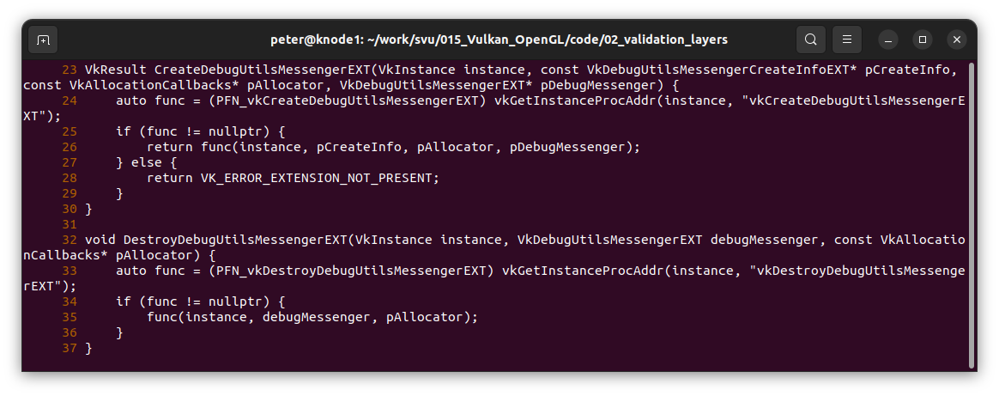 peter@knode1: ~/work/svu/015_Vulkan_OpenGL/code/02_validation_layers
23 VkResult CreateDebugUtilsMessengerEXT(VkInstance instance, const VkDebugUtilsMessengerCreateInfoEXT* pCreateInfo,
const VkAllocationCallbacks* pAllocator, VkDebugUtilsMessengerEXT* pDebugMessenger) {
24     auto func = (PFN_vkCreateDebugUtilsMessengerEXT) vkGetInstanceProcAddr(instance, "vkCreateDebugUtilsMessengerE
XT");
25     if (func != nullptr) {
26         return func(instance, pCreateInfo, pAllocator, pDebugMessenger);
27     } else {
28         return VK_ERROR_EXTENSION_NOT_PRESENT;
29     }
30 }
31
32 void DestroyDebugUtilsMessengerEXT(VkInstance instance, VkDebugUtilsMessengerEXT debugMessenger, const VkAllocatio
nCallbacks* pAllocator) {
33     auto func = (PFN_vkDestroyDebugUtilsMessengerEXT) vkGetInstanceProcAddr(instance, "vkDestroyDebugUtilsMessenge
rEXT");
34     if (func != nullptr) {
35         func(instance, debugMessenger, pAllocator);
36     }
37 }